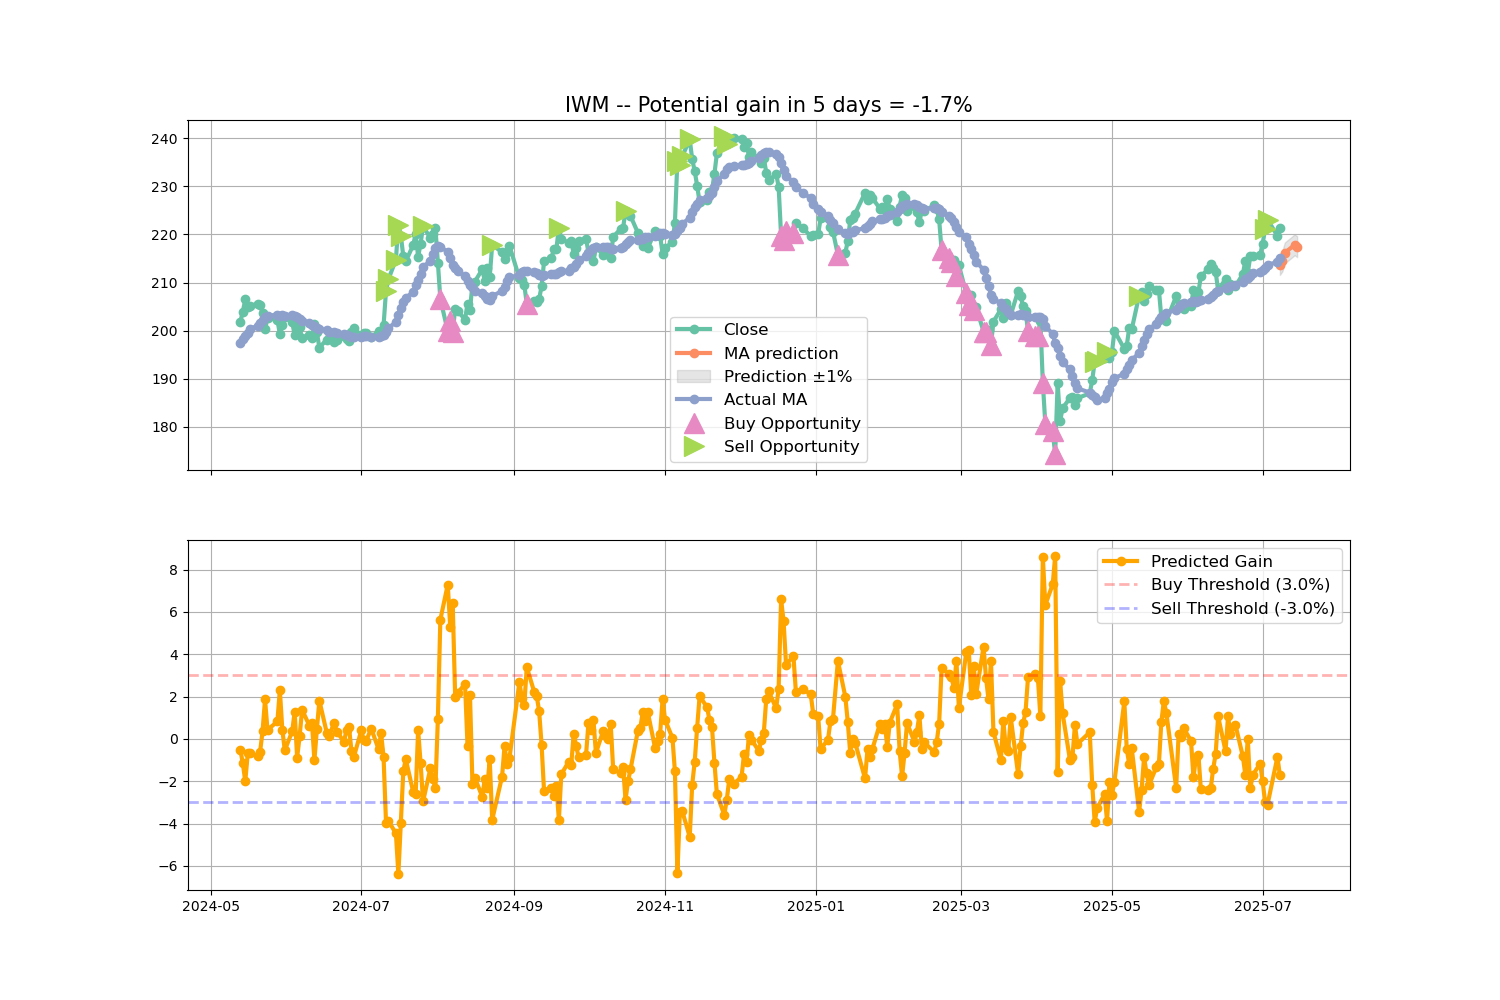 IWM -- Potential gain in 5 days = -1.7%
240
230
220
210
200
190
180
Close
MA prediction
Prediction ±1%
Actual MA
Buy Opportunity
Sell Opportunity
8
6
4
2
0
−2
−4
−6
Predicted Gain
Buy Threshold (3.0%)
Sell Threshold (-3.0%)
2024-05
2024-07
2024-09
2024-11
2025-01
2025-03
2025-05
2025-07